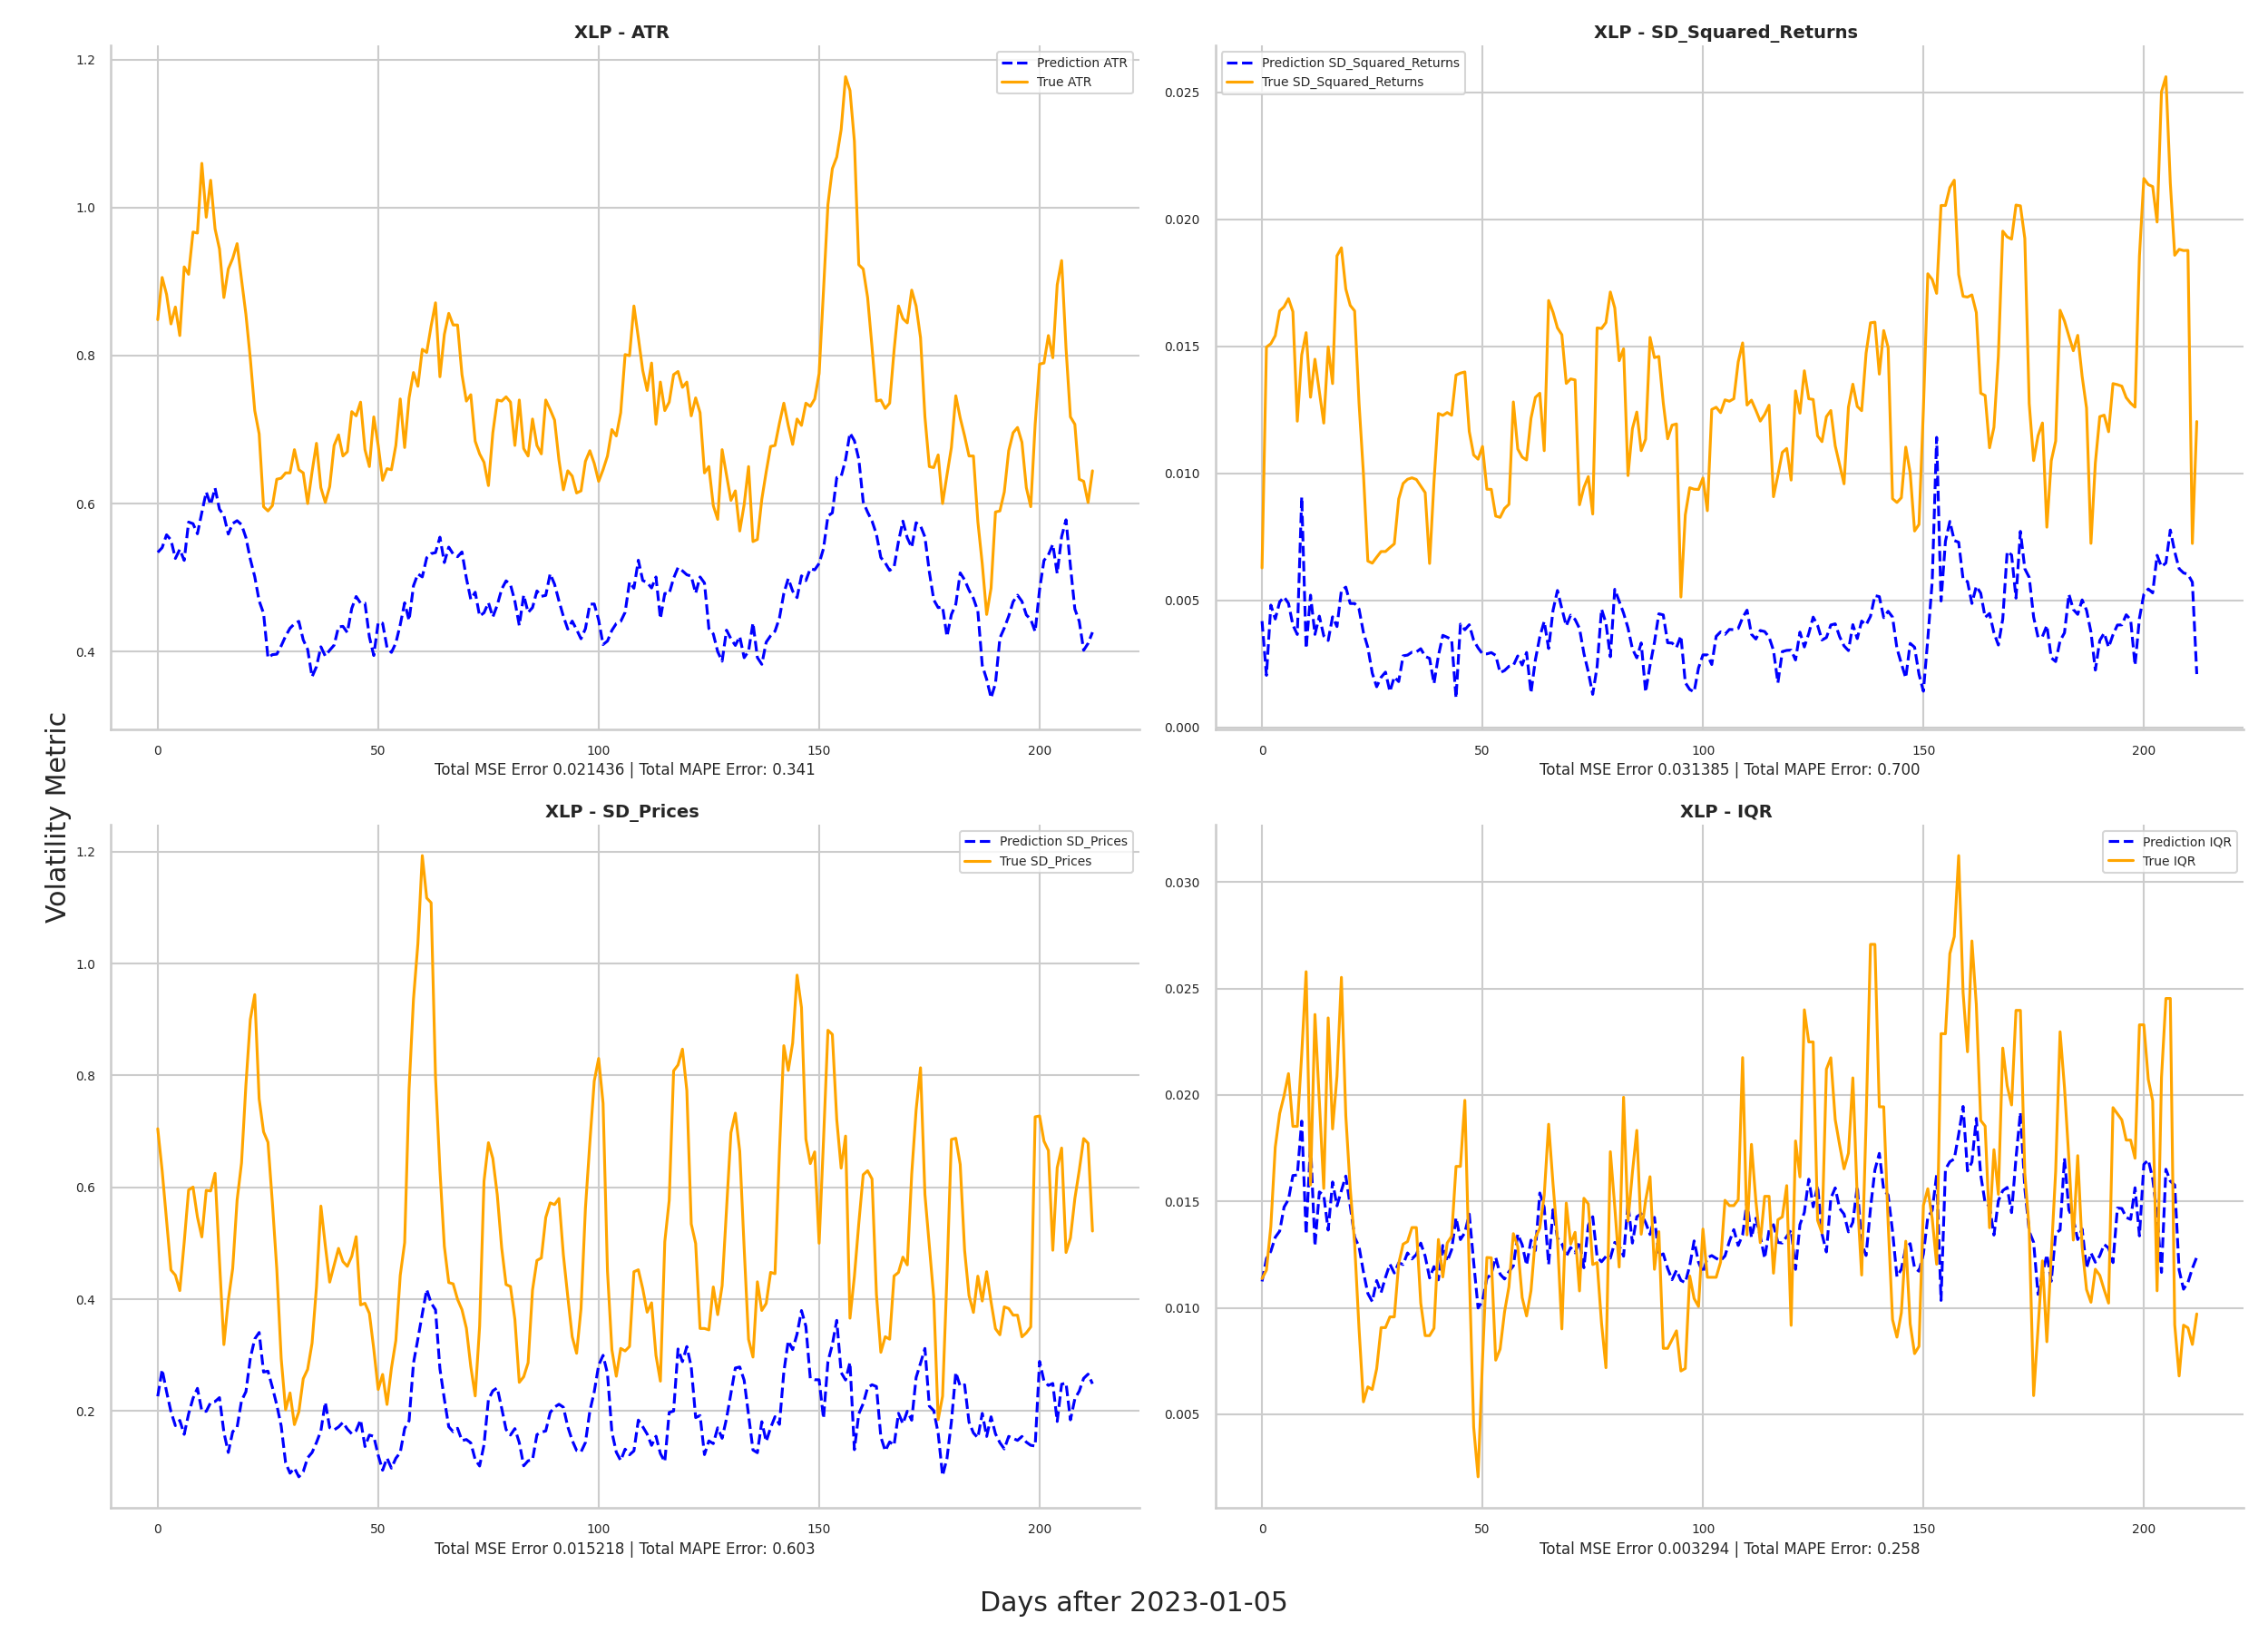 XLP - ATR
1.2
1.0
0.8
0.6
0.4
0
50
100
150
200
Prediction ATR
True ATR
Total MSE Error 0.021436 | Total MAPE Error: 0.341
XLP - SD_Squared_Returns
0.025
0.020
0.015
0.010
0.005
0.000
0
50
100
150
200
Prediction SD_Squared_Returns
True SD_Squared_Returns
Total MSE Error 0.031385 | Total MAPE Error: 0.700
Volatility Metric
XLP - SD_Prices
1.2
1.0
0.8
0.6
0.4
0.2
0
50
100
150
200
Prediction SD_Prices
True SD_Prices
Total MSE Error 0.015218 | Total MAPE Error: 0.603
XLP - IQR
0.030
0.025
0.020
0.015
0.010
0.005
0
50
100
150
200
Prediction IQR
True IQR
Total MSE Error 0.003294 | Total MAPE Error: 0.258
Days after 2023-01-05